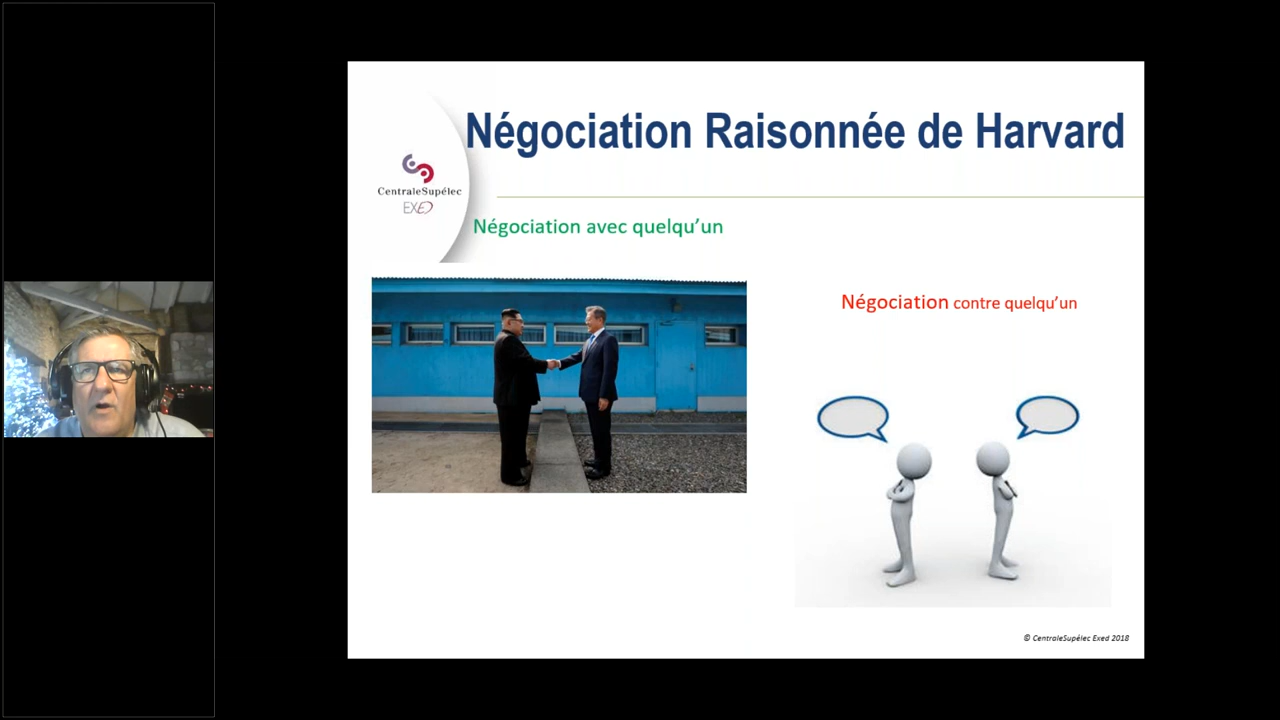 Négociation Raisonnée de Harvard
CentraleSupélec
EXED
Négociation avec quelqu’un
Négociation contre quelqu’un
© CentraleSupélec Exed 2018